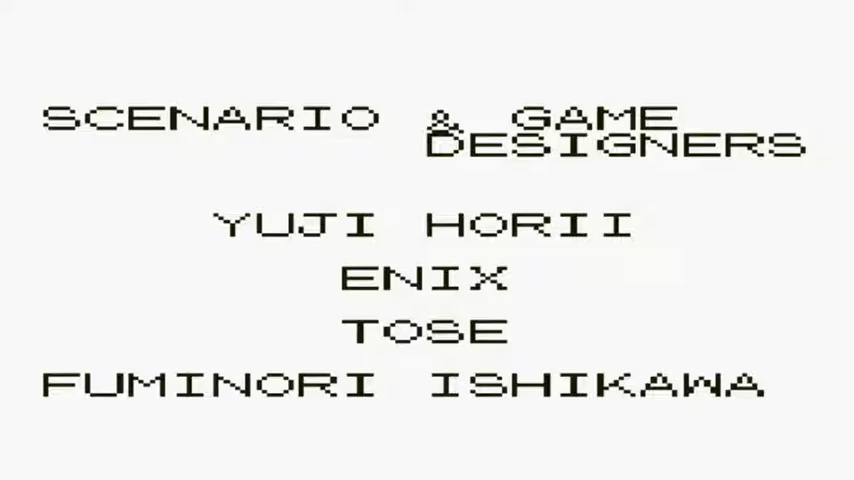 SCENARIO & GAME
DESIGNERS
YUJI HORII
ENIX
TOSE
FUMINORI ISHIKAWA